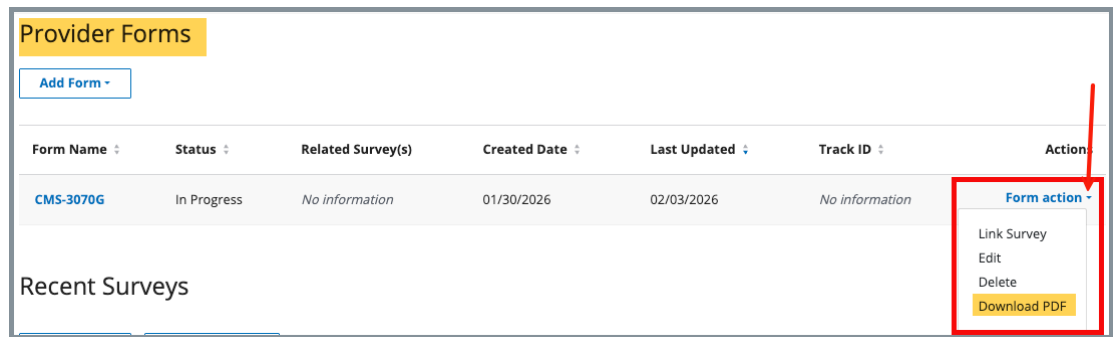 Provider Forms
Add Form
Form Name Status Related Survey(s) Created Date Last Updated Track ID Actions
CMS-3070G In Progress No information 01/30/2026 02/03/2026 No information Form action
Link Survey
Edit
Delete
Download PDF
Recent Surveys